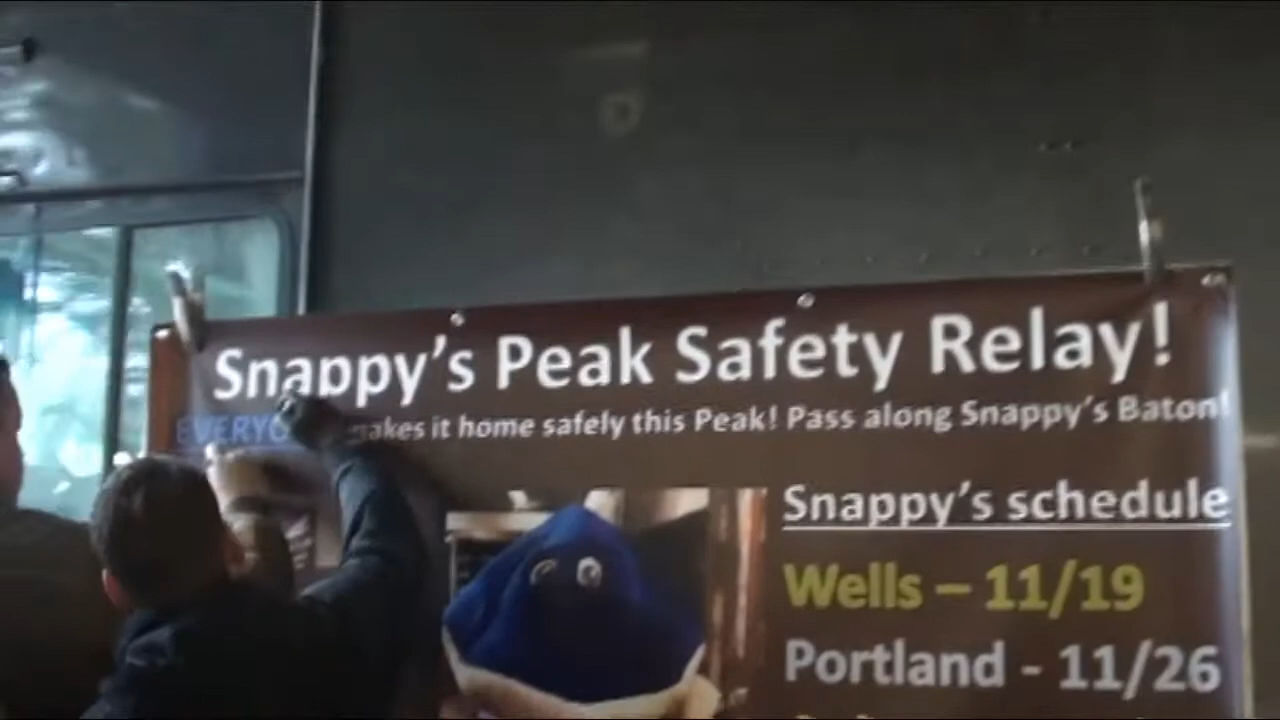 Snappy's Peak Safety Relay!
makes it home safely this Peak! Pass along Snappy's Baton!
Snappy's schedule
Wells – 11/19
Portland - 11/26